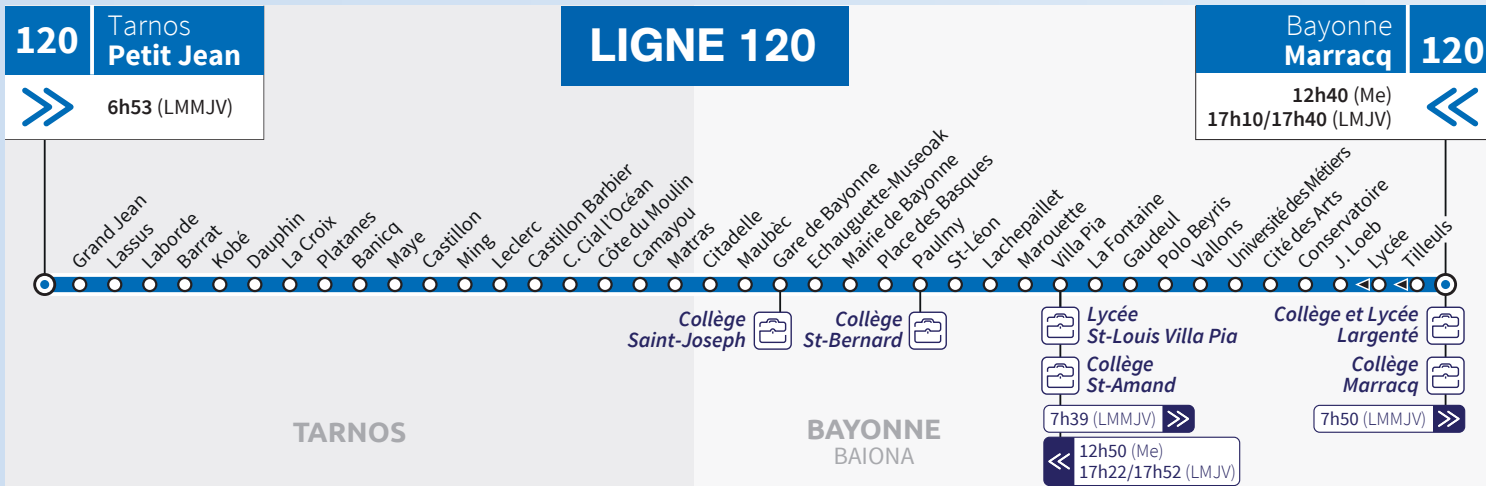 120
Tarnos
Petit Jean
6h53 (LMMJV)
LIGNE 120
Bayonne
Marracq
120
12h40 (Me)
17h10/17h40 (LMJV)
Grand Jean
Lassus
Laborde
Barrat
Kobé
Dauphin
La Croix
Platanes
Banicq
Maye
Castillon
Ming
Leclerc
Castillon Barbier
C. Cial l'Océan
Côte du Moulin
Camayou
Matras
Citadelle
Maubèc
Gare de Bayonne
Echauguette-Museoak
Mairie de Bayonne
Place des Basques
Paulmy
St-Léon
Lachepaillet
Marouette
Villa Pia
La Fontaine
Gaudeul
Polo Beyris
Vallons
Université des Métiers
Cité des Arts
Conservatoire
J. Loeb
Lycée
Tilleuls
Collège
Saint-Joseph
Collège
St-Bernard
Lycée
St-Louis Villa Pia
Collège
St-Amand
7h39 (LMMJV)
12h50 (Me)
17h22/17h52 (LMJV)
Collège et Lycée
Largenté
Collège
Marracq
7h50 (LMMJV)
TARNOS
BAYONNE
BAIONA